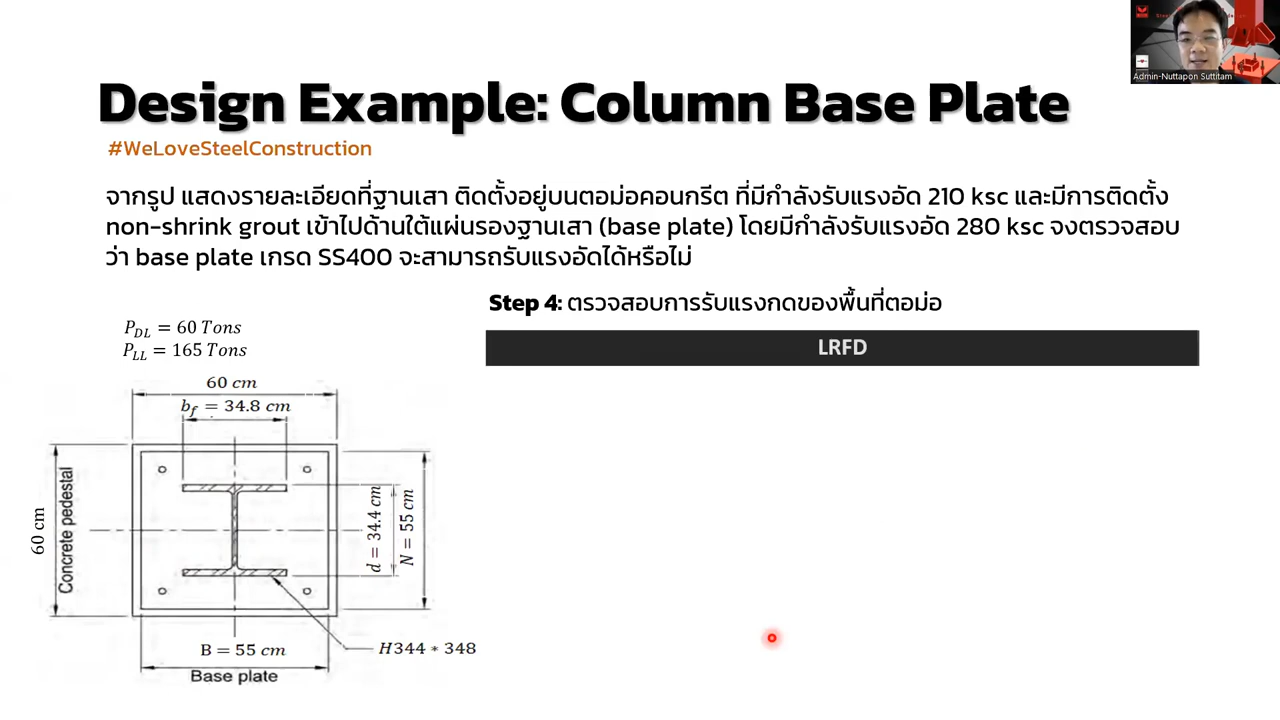 Admin-Nuttapon Suttitam
Design Example: Column Base Plate
#WeLoveSteelConstruction
จากรูป แสดงรายละเอียดที่ฐานเสา ติดตั้งอยู่บนตอม่อคอนกรีต ที่มีกำลังรับแรงอัด 210 ksc และมีการติดตั้ง
non-shrink grout เข้าไปด้านใต้แผ่นรองฐานเสา (base plate) โดยมีกำลังรับแรงอัด 280 ksc จงตรวจสอบ
ว่า base plate เกรด SS400 จะสามารถรับแรงอัดได้หรือไม่
Step 4: ตรวจสอบการรับแรงกดของพื้นที่ตอม่อ
LRFD
P_DL = 60 Tons
P_LL = 165 Tons
60 cm
b_f = 34.8 cm
60 cm
Concrete pedestal
d = 34.4 cm
N = 55 cm
B = 55 cm
H344 * 348
Base plate